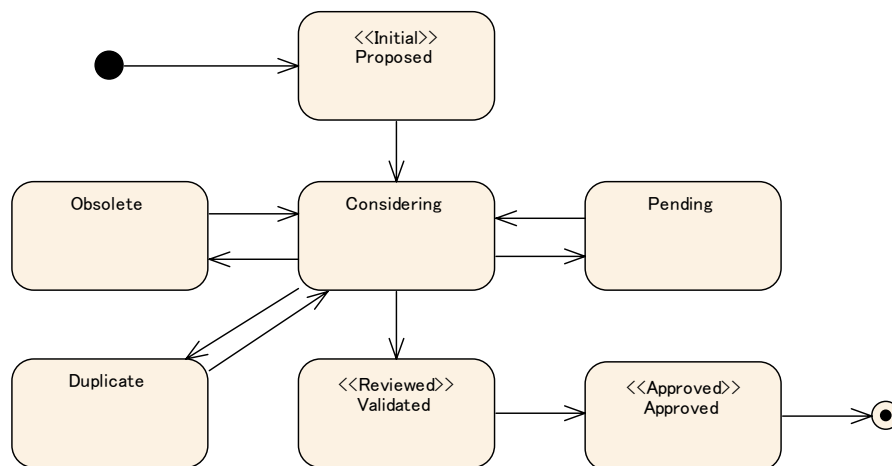 <<Initial>>
Proposed
Obsolete
Considering
Pending
Duplicate
<<Reviewed>>
Validated
<<Approved>>
Approved